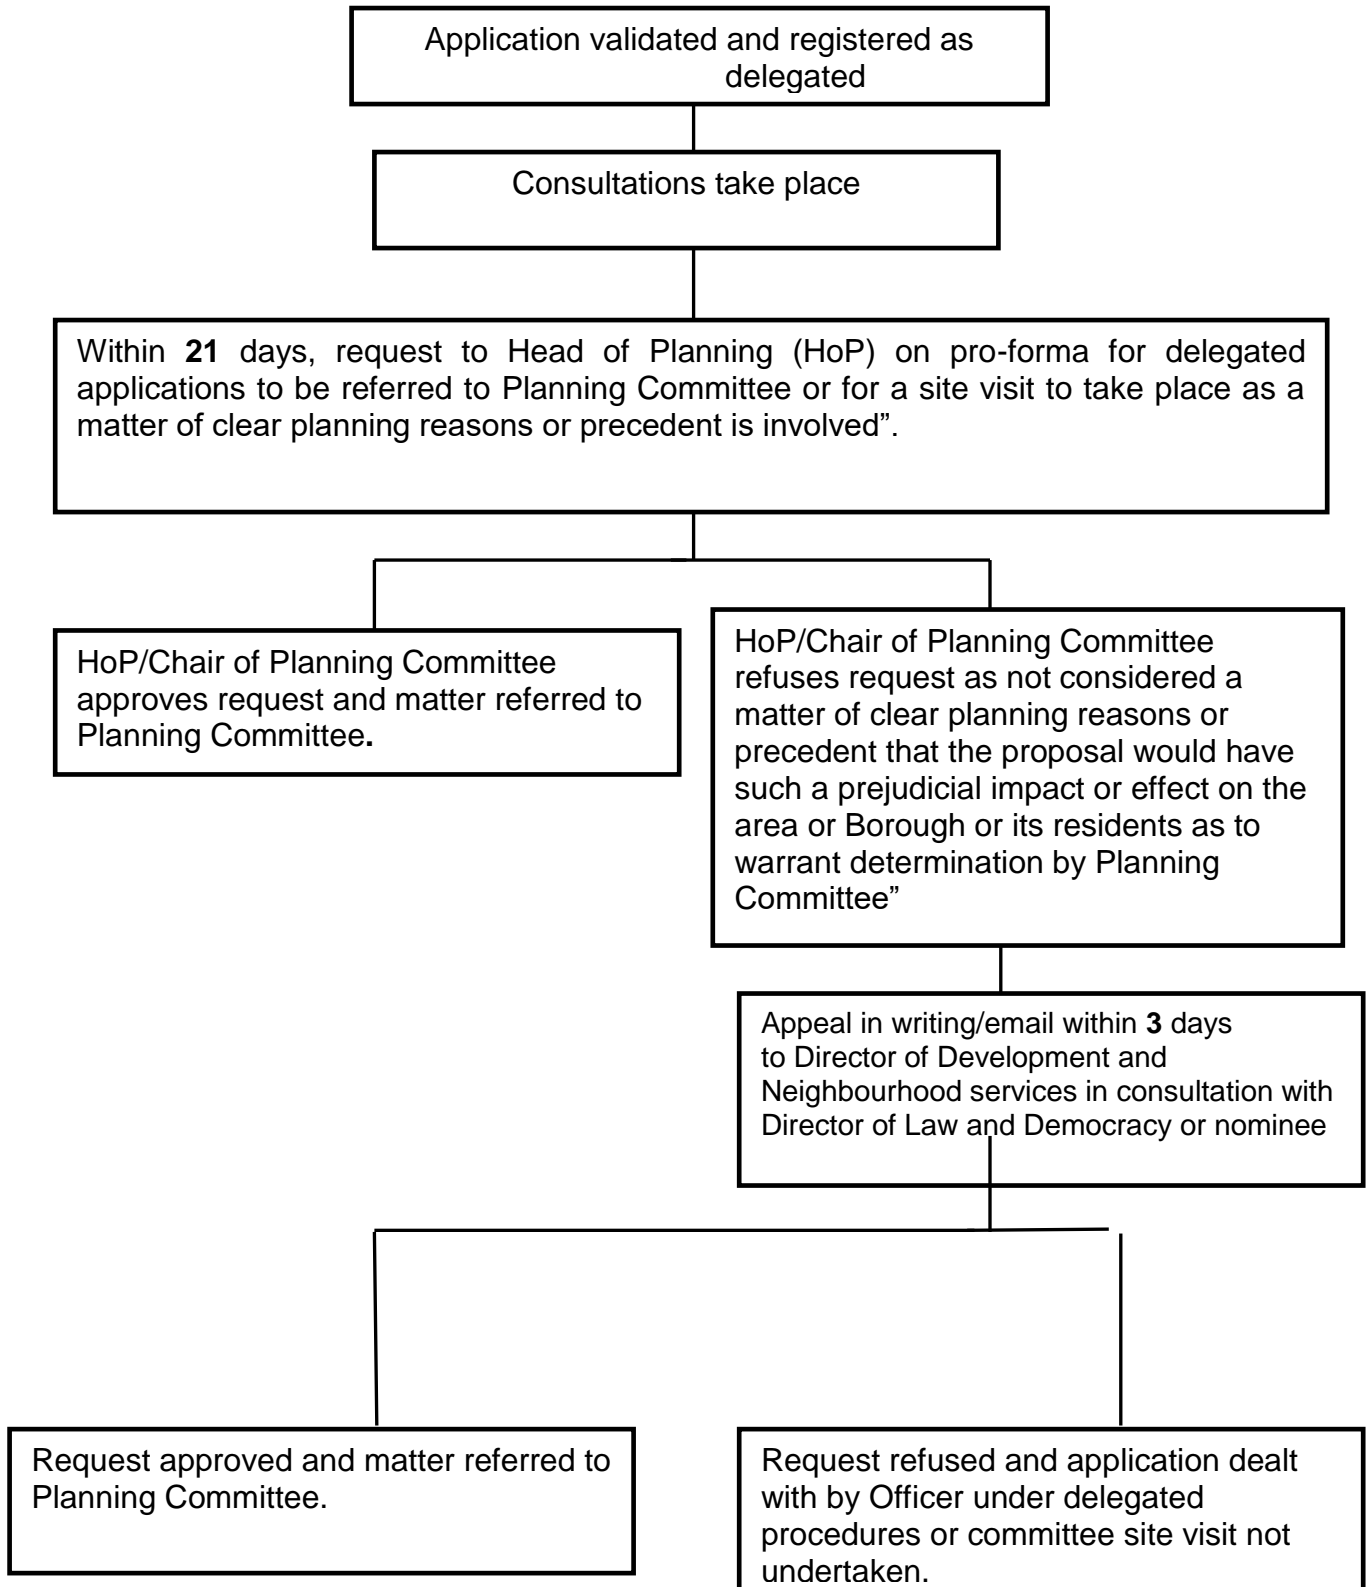 Application validated and registered as
delegated
Consultations take place
Within 21 days, request to Head of Planning (HoP) on pro-forma for delegated
applications to be referred to Planning Committee or for a site visit to take place as a
matter of clear planning reasons or precedent is involved”.
HoP/Chair of Planning Committee
approves request and matter referred to
Planning Committee.
HoP/Chair of Planning Committee
refuses request as not considered a
matter of clear planning reasons or
precedent that the proposal would have
such a prejudicial impact or effect on the
area or Borough or its residents as to
warrant determination by Planning
Committee”
Appeal in writing/email within 3 days
to Director of Development and
Neighbourhood services in consultation with
Director of Law and Democracy or nominee
Request approved and matter referred to
Planning Committee.
Request refused and application dealt
with by Officer under delegated
procedures or committee site visit not
undertaken.